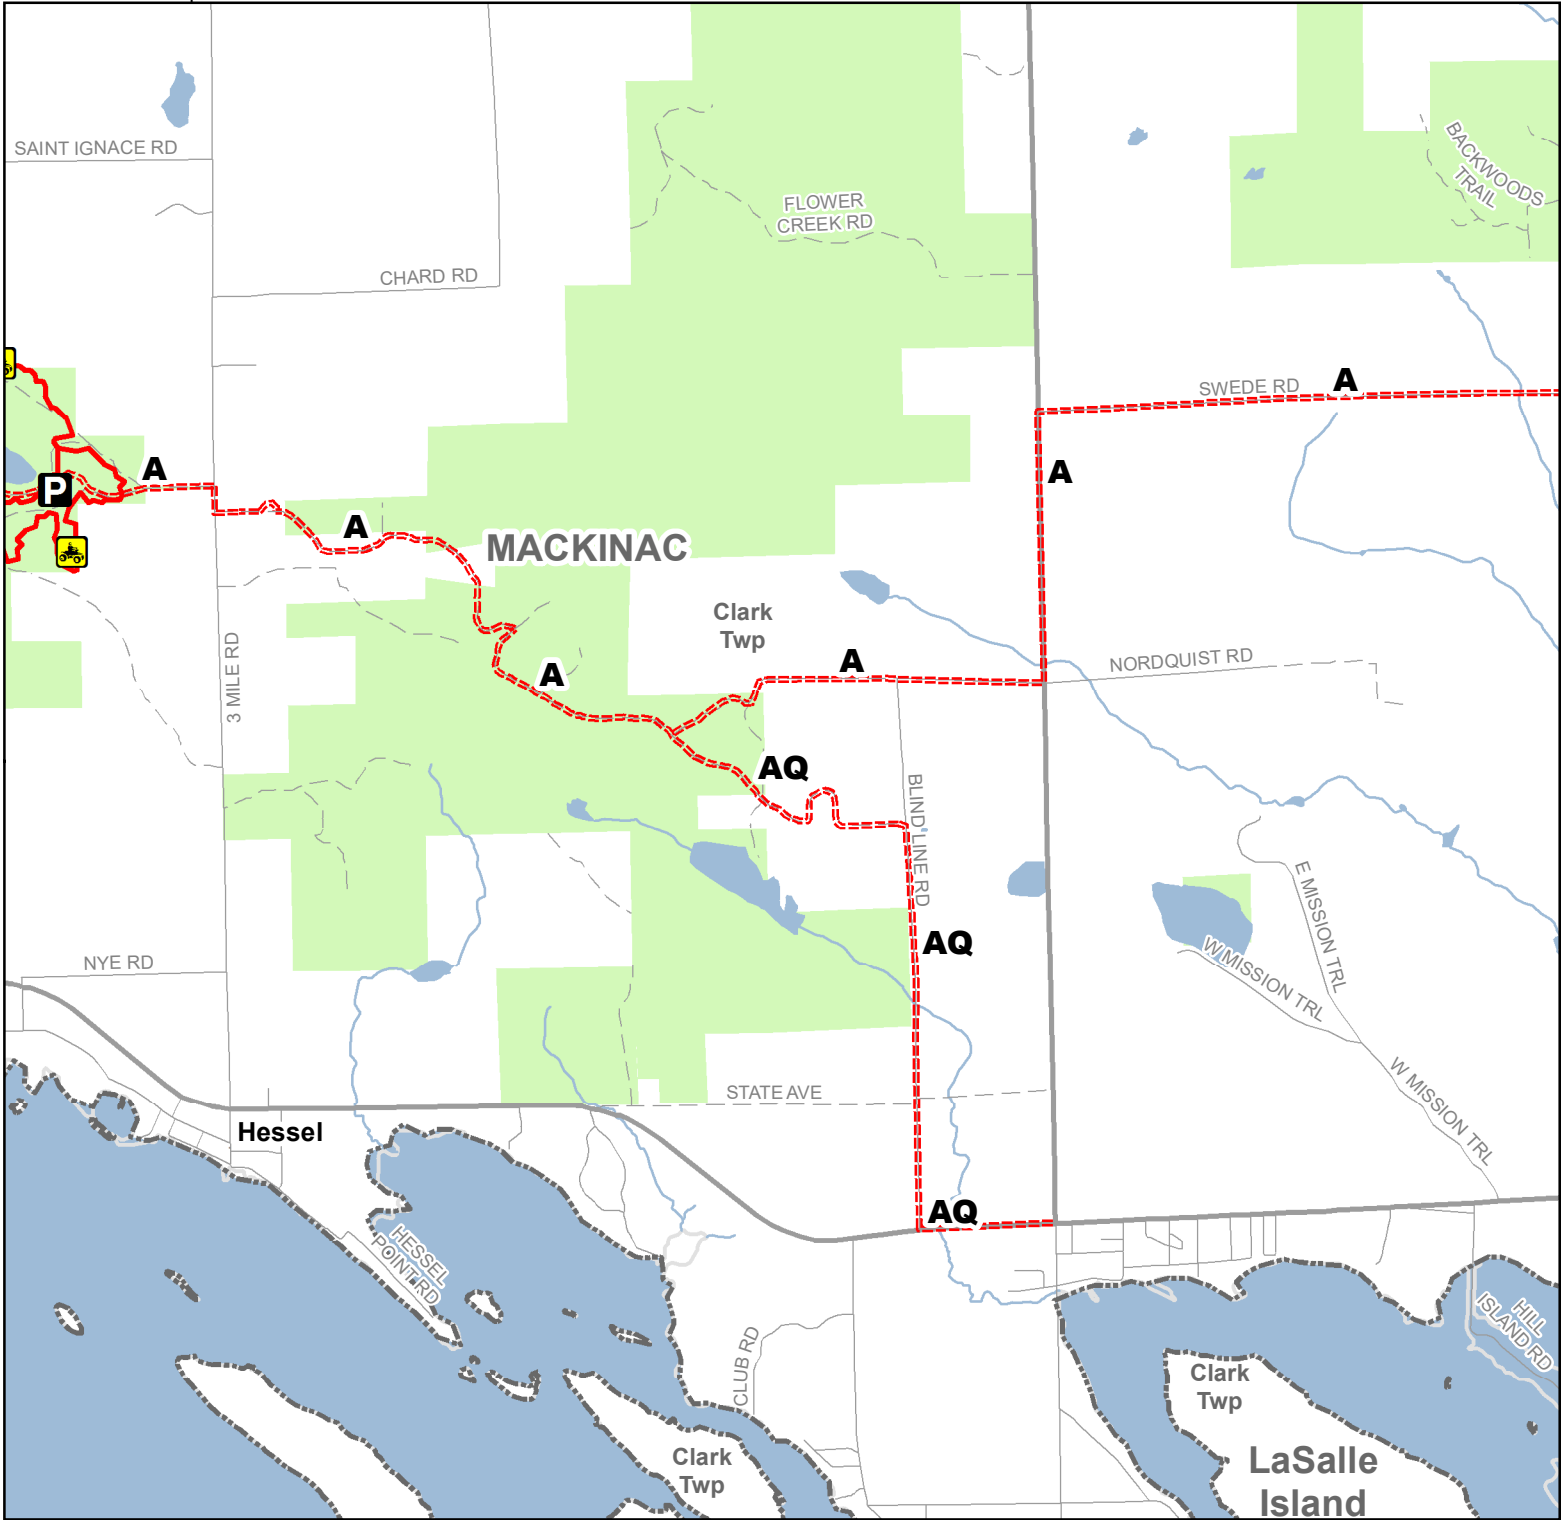 SAINT IGNACE RD
FLOWER
CREEK RD
BACKWOODS
TRAIL
CHARD RD
SWEDE RD
A
A
A
P
A
MACKINAC
Clark
Twp
3 MILE RD
A
A
NORDQUIST RD
AQ
BLIND LINE RD
E MISSION TRL
AQ
W MISSION TRL
NYE RD
STATE AVE
W MISSION TRL
Hessel
AQ
HESSEL
POINT RD
HILL
ISLAND RD
CLUB RD
Clark
Twp
Clark
Twp
LaSalle
Island